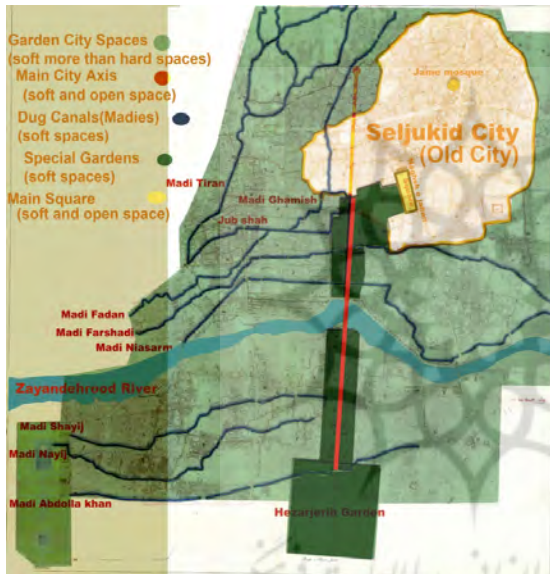 Garden City Spaces
(soft more than hard spaces)
Main City Axis
(soft and open space)
Dug Canals(Madies)
(soft spaces)
Special Gardens
(soft spaces)
Main Square
(soft and open space)
Jame mosque
Seljukid City
(Old City)
Madi Tiran
Madi Ghamish
Jub shah
Madi Fadan
Madi Farshadi
Madi Niasarm
Zayandehrood River
Madi Shayij
Madi Nayij
Madi Abdolla khan
Hezarjerib Garden